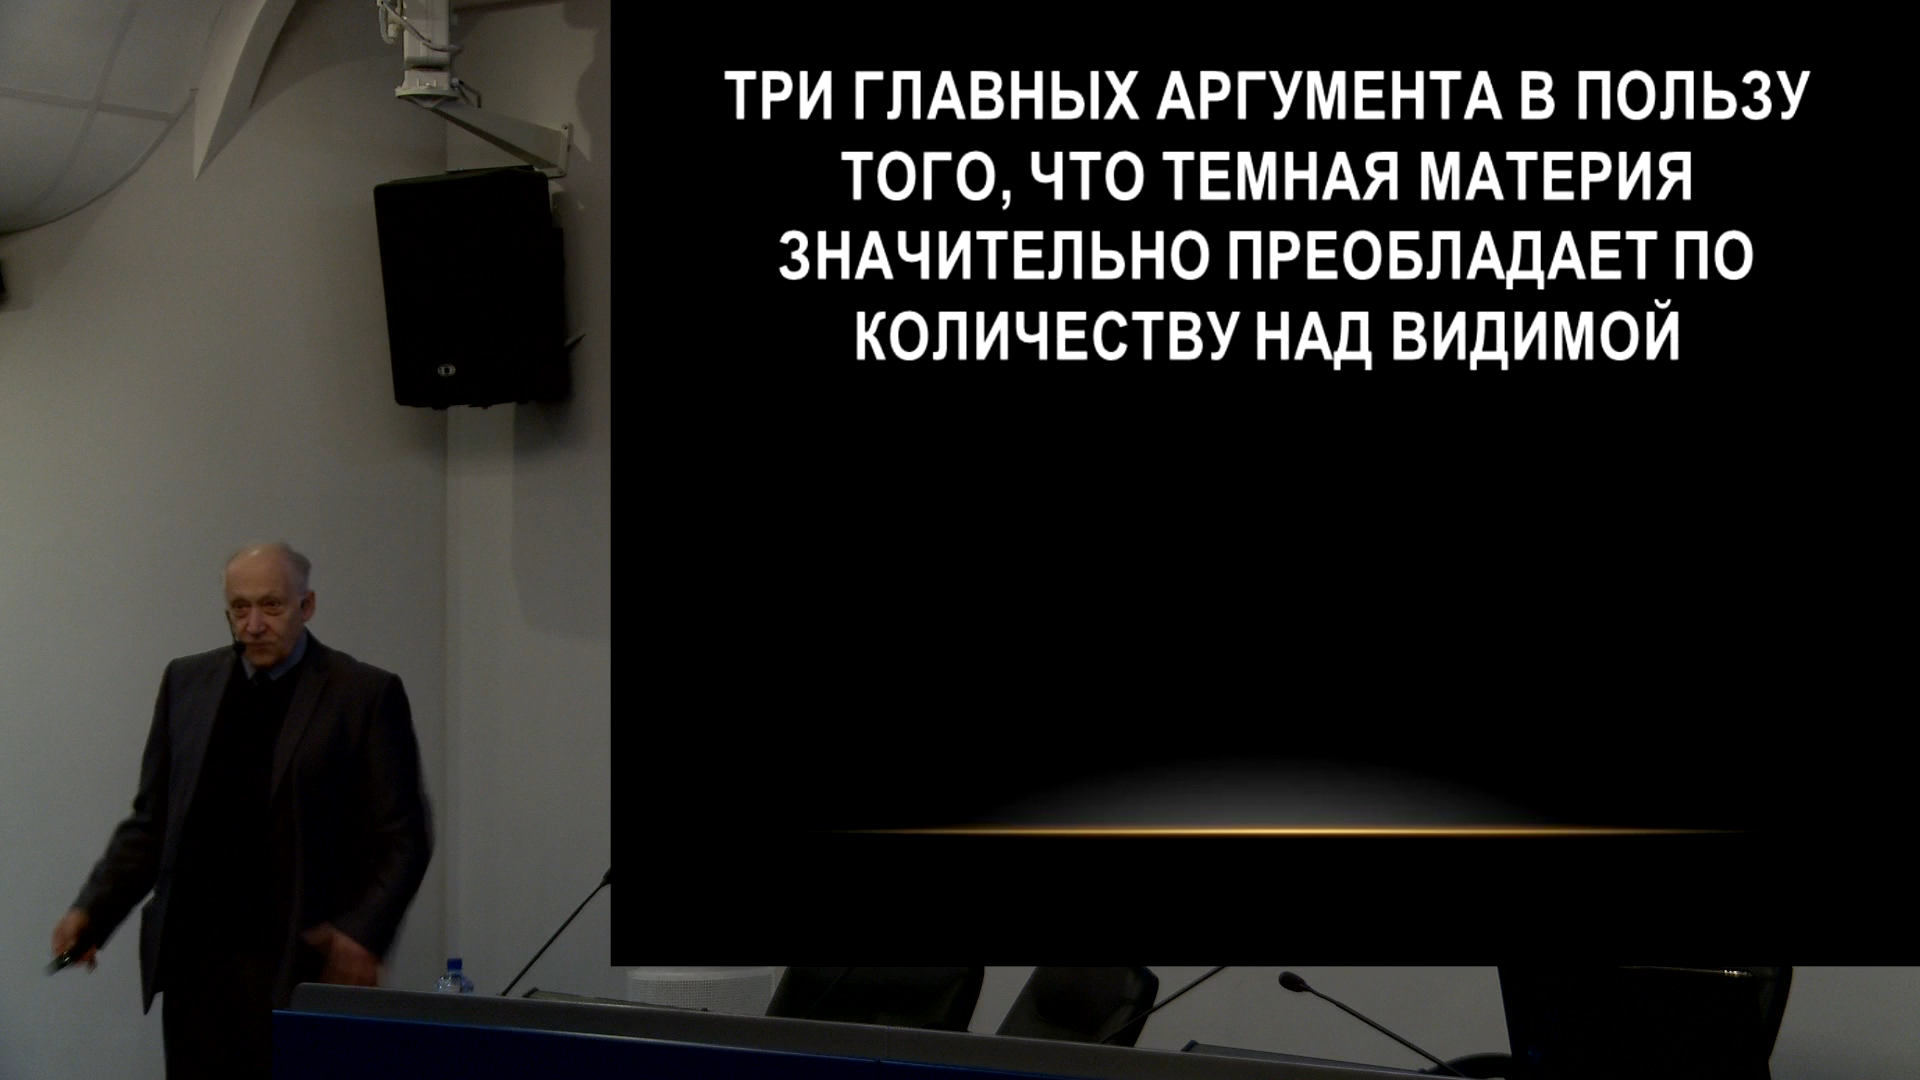 ТРИ ГЛАВНЫХ АРГУМЕНТА В ПОЛЬЗУ
ТОГО, ЧТО ТЕМНАЯ МАТЕРИЯ
ЗНАЧИТЕЛЬНО ПРЕОБЛАДАЕТ ПО
КОЛИЧЕСТВУ НАД ВИДИМОЙ